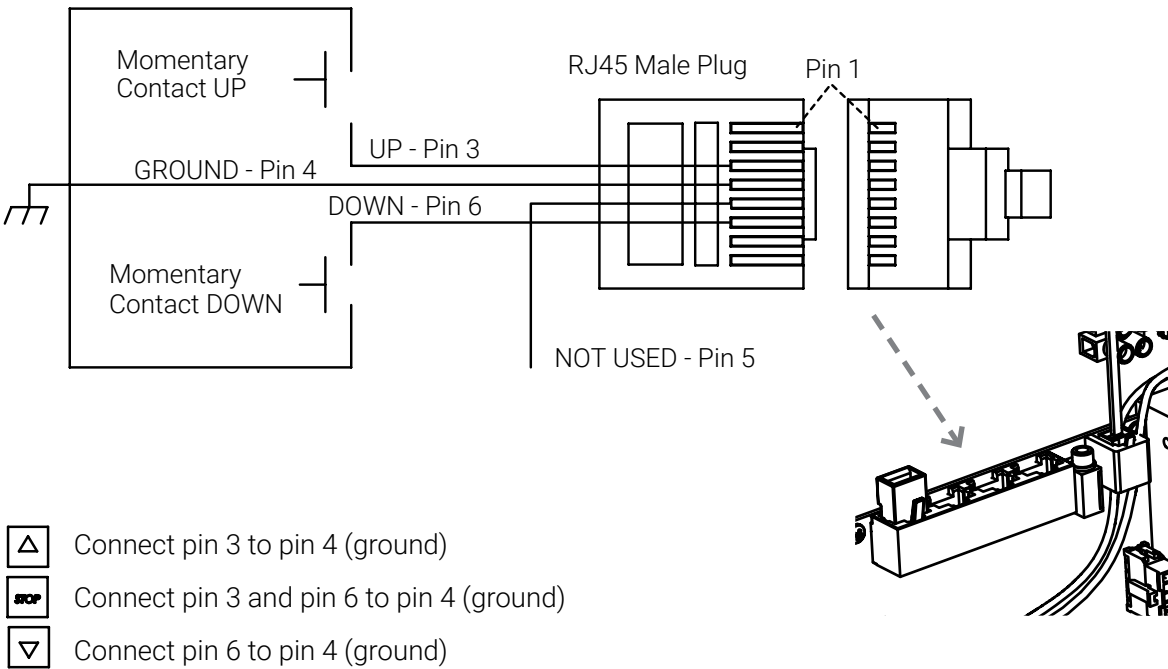 Momentary
Contact UP
RJ45 Male Plug
Pin 1
UP - Pin 3
GROUND - Pin 4
DOWN - Pin 6
Momentary
Contact DOWN
NOT USED - Pin 5
Connect pin 3 to pin 4 (ground)
STOP
Connect pin 3 and pin 6 to pin 4 (ground)
Connect pin 6 to pin 4 (ground)